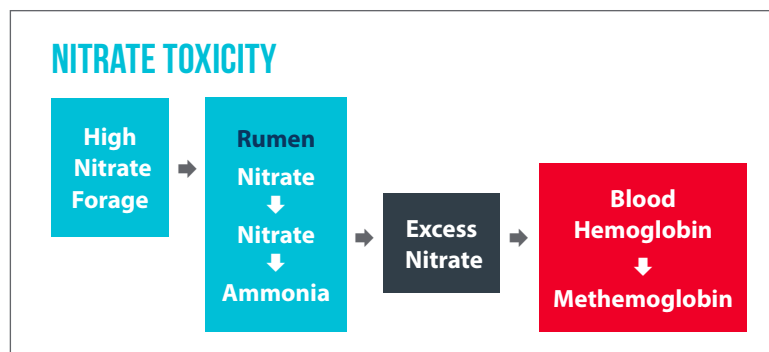 NITRATE TOXICITY
High
Nitrate
Forage
Rumen
Nitrate
Nitrate
Ammonia
Excess
Nitrate
Blood
Hemoglobin
Methemoglobin